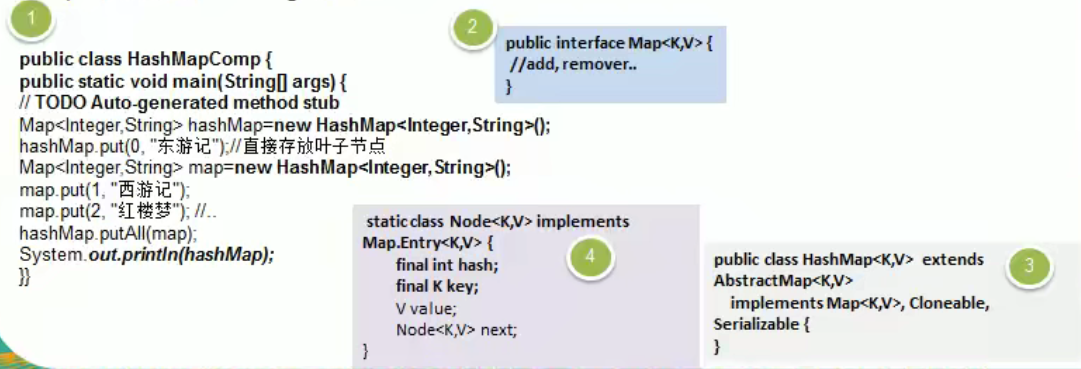 1
public class HashMapComp {
public static void main(String[] args) {
// TODO Auto-generated method stub
Map<Integer,String> hashMap=new HashMap<Integer,String>();
hashMap.put(0, "东游记");//直接存放叶子节点
Map<Integer,String> map=new HashMap<Integer,String>();
map.put(1, "西游记");
map.put(2, "红楼梦"); //..
hashMap.putAll(map);
System.out.println(hashMap);
}}
2
public interface Map<K,V> {
//add, remover..
}
static class Node<K,V> implements
Map.Entry<K,V> {
final int hash;
final K key;
V value;
Node<K,V> next;
}
4
public class HashMap<K,V> extends
AbstractMap<K,V>
implements Map<K,V>, Cloneable,
Serializable {
}
3